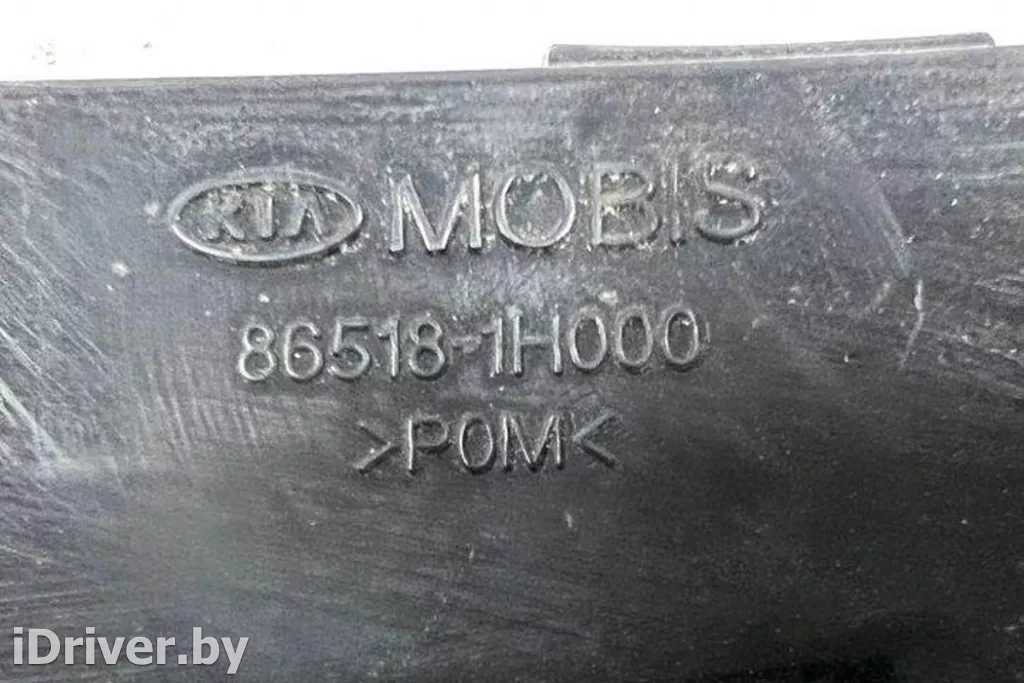 KIA MOBIS
86518-1H000
>POM<
iDriver.by